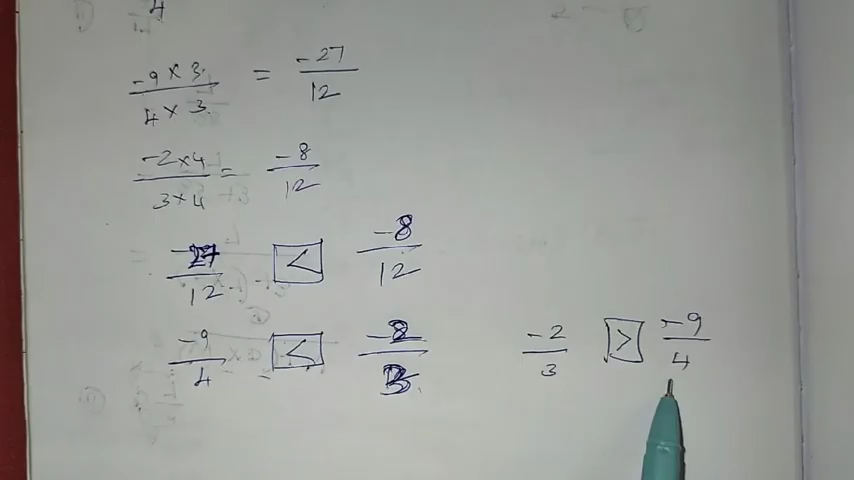 4
-9 × 3 / 4 × 3 = -27 / 12
-2 × 4 / 3 × 4 = -8 / 12
-27 / 12 < -8 / 12
-9 / 4 < -2 / 3
-2 / 3 > -9 / 4